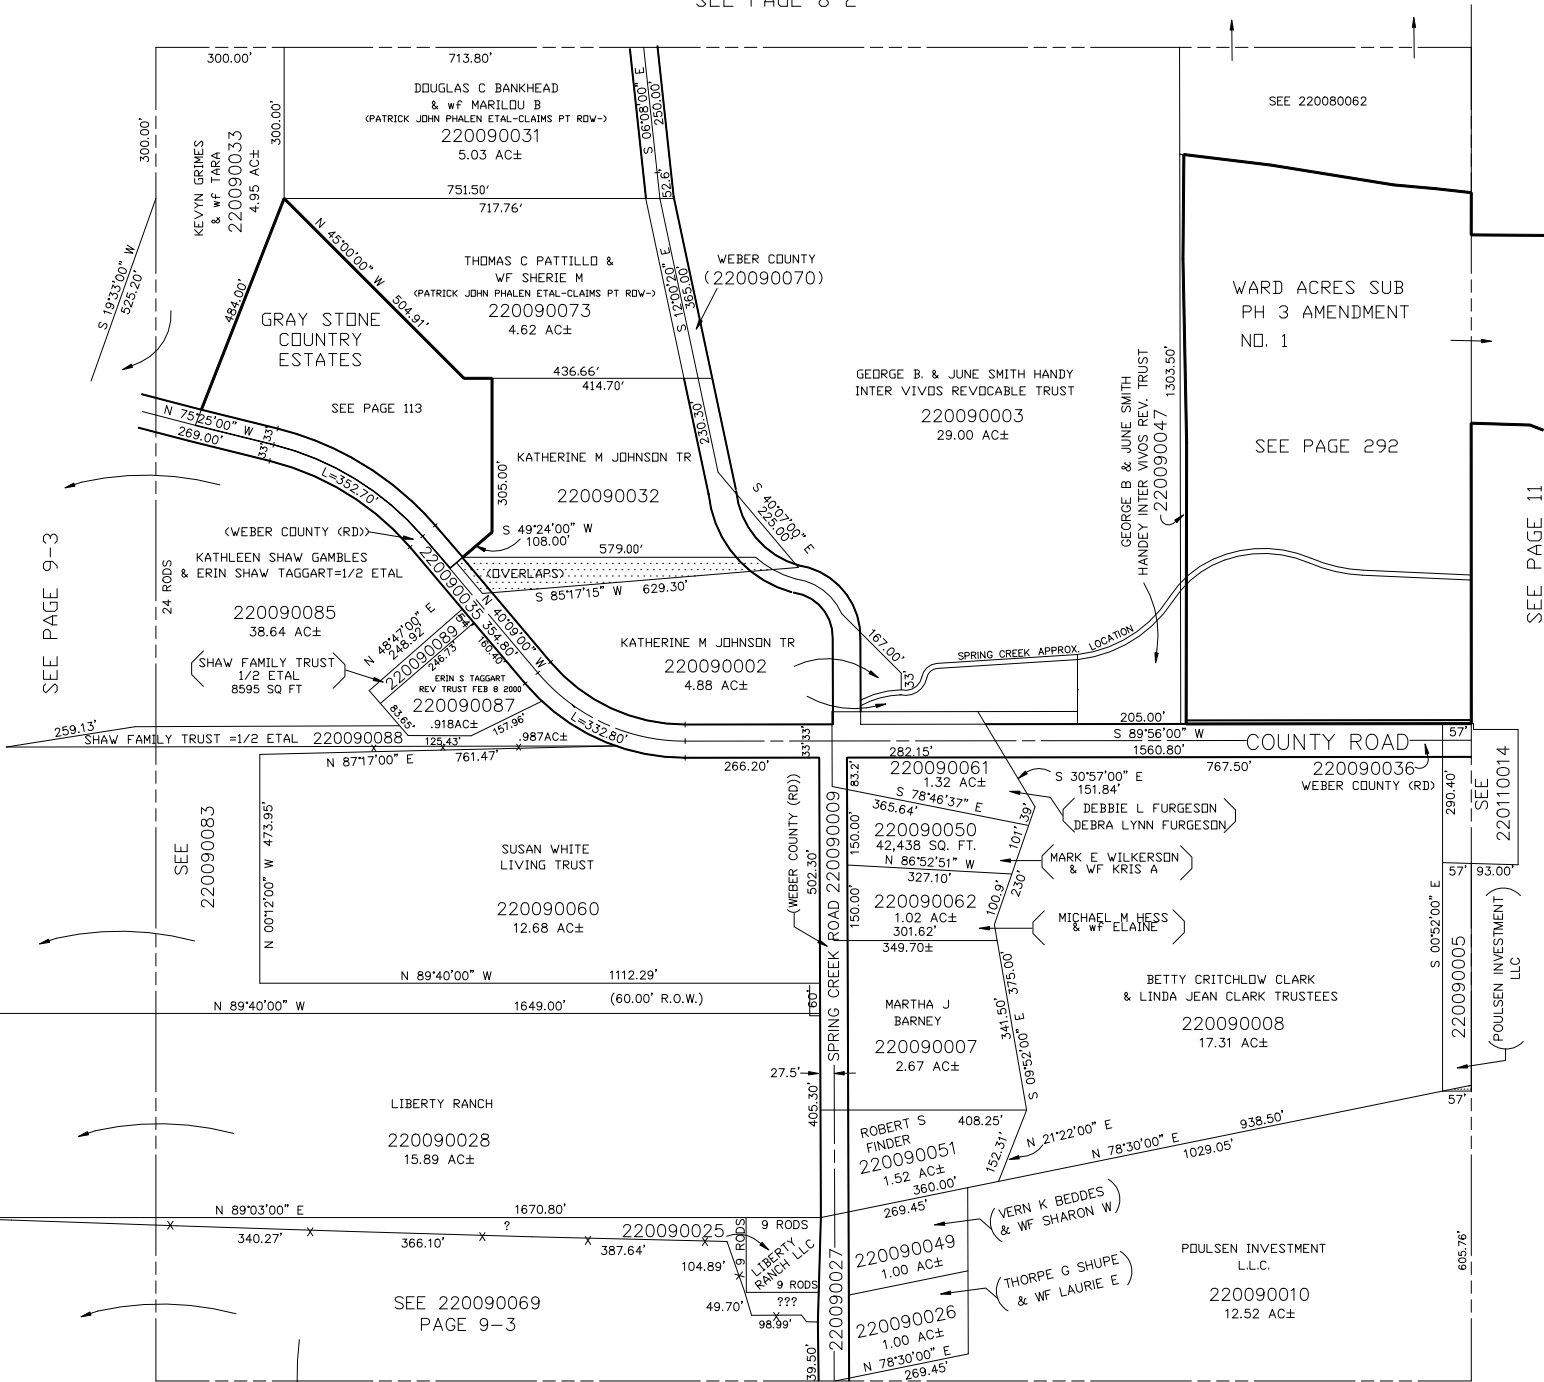 SEE PAGE 8-2
300.00'
713.80'
DOUGLAS C BANKHEAD
& wf MARILOU B
(PATRICK JOHN PHALEN ETAL-CLAIMS PT ROW-)
220090031
5.03 AC±
300.00'
300.00'
KEVYN GRIMES
& wf TARA
220090033
4.95 AC±
S 06°08'00" E
250.00'
52.6'
SEE 220080062
751.50'
717.76'
S 19°33'00" W
525.20'
484.00'
N 45°00'00" W 504.91'
THOMAS C PATTILLO &
WF SHERIE M
(PATRICK JOHN PHALEN ETAL-CLAIMS PT ROW-)
220090073
4.62 AC±
S 12°00'20" E
365.00'
WEBER COUNTY
(220090070)
WARD ACRES SUB
PH 3 AMENDMENT
NO. 1
GRAY STONE
COUNTRY
ESTATES
SEE PAGE 113
436.66'
414.70'
GEORGE B. & JUNE SMITH HANDY
INTER VIVOS REVOCABLE TRUST
220090003
29.00 AC±
GEORGE B & JUNE SMITH
HANDEY INTER VIVOS REV. TRUST
220090047
1303.50'
SEE PAGE 292
N 75°25'00" W
269.00'
33'
33'
L=352.70'
230.30'
KATHERINE M JOHNSON TR
220090032
305.00'
S 49°24'00" W
108.00'
S 40°07'00" E
225.00'
SEE PAGE 11
SEE PAGE 9-3
24 RODS
(WEBER COUNTY (RD))
KATHLEEN SHAW GAMBLES
& ERIN SHAW TAGGART=1/2 ETAL
220090085
38.64 AC±
220090035
579.00'
(OVERLAPS)
S 85°17'15" W 629.30'
N 40°09'00" W
354.80'
54'
160.40'
N 48°47'00" E
248.92'
220090089
246.73'
SHAW FAMILY TRUST
1/2 ETAL
8595 SQ FT
ERIN S TAGGART
REV TRUST FEB 8 2000
220090087
.918AC±
83.65'
157.96'
KATHERINE M JOHNSON TR
220090002
4.88 AC±
167.00'
33'
SPRING CREEK APPROX. LOCATION
L=332.80'
259.13'
SHAW FAMILY TRUST =1/2 ETAL 220090088
125.43'
.987AC±
N 87°17'00" E 761.47'
266.20'
33'
33'
205.00'
S 89°56'00" W
1560.80'
COUNTY ROAD
57'
282.15'
767.50'
220090036
WEBER COUNTY (RD)
220090061
1.32 AC±
83.2'
S 30°57'00" E
151.84'
S 78°46'37" E
365.64'
39'
DEBBIE L FURGESON
DEBRA LYNN FURGESON
290.40'
SEE
220110014
SEE
220090083
N 00°12'00" W 473.95'
SUSAN WHITE
LIVING TRUST
220090060
12.68 AC±
(WEBER COUNTY (RD))
502.30'
SPRING CREEK ROAD 220090009
150.00'
220090050
42,438 SQ. FT.
101'
N 86°52'51" W
327.10'
230'
MARK E WILKERSON
& WF KRIS A
57'
93.00'
150.00'
220090062
1.02 AC±
100.9'
301.62'
349.70±
MICHAEL M HESS
& wf ELAINE
S 00°52'00" E
220090005
POULSEN INVESTMENT
LLC
N 89°40'00" W 1112.29'
N 89°40'00" W 1649.00'
(60.00' R.O.W.)
60'
MARTHA J
BARNEY
220090007
2.67 AC±
375.00'
341.50'
S 09°52'00" E
BETTY CRITCHLOW CLARK
& LINDA JEAN CLARK TRUSTEES
220090008
17.31 AC±
27.5'
57'
LIBERTY RANCH
220090028
15.89 AC±
405.30'
ROBERT S
FINDER
220090051
1.52 AC±
408.25'
152.31'
N 21°22'00" E
N 78°30'00" E 938.50'
1029.05'
360.00'
269.45'
N 89°03'00" E 1670.80'
340.27'
?
366.10'
387.64'
220090025
9 RODS
9 RODS
LIBERTY
RANCH LLC
9 RODS
104.89'
49.70'
???
98.99'
39.50'
SEE 220090069
PAGE 9-3
220090027
220090049
1.00 AC±
VERN K BEDDES
& WF SHARON W
220090026
1.00 AC±
THORPE G SHUPE
& WF LAURIE E
N 78°30'00" E
269.45'
POULSEN INVESTMENT
L.L.C.
220090010
12.52 AC±
605.76'